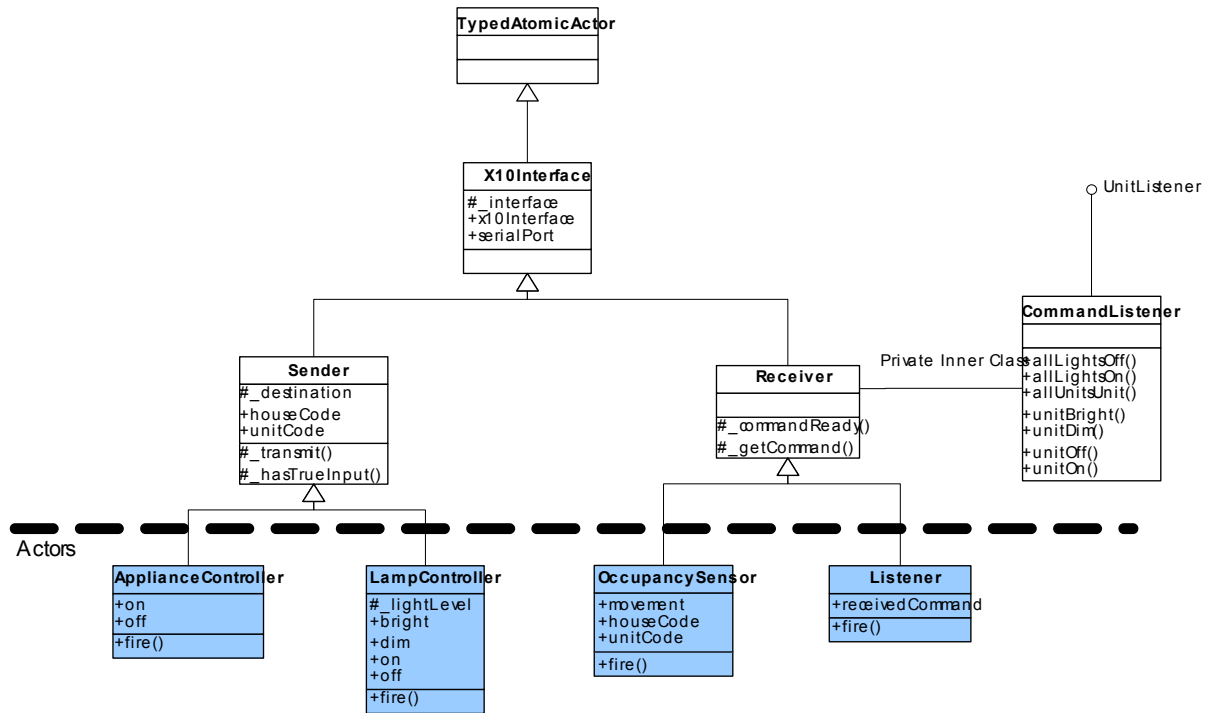 TypedAtomicActor
X10Interface
#_interface
+x10Interface
+serialPort
UnitListener
CommandListener
+allLightsOff()
+allLightsOn()
+allUnitsUnit()
+unitBright()
+unitDim()
+unitOff()
+unitOn()
Private Inner Class
Sender
#_destination
+houseCode
+unitCode
#_transmit()
#_hasTrueInput()
Receiver
#_commandReady()
#_getCommand()
Actors
ApplianceController
+on
+off
+fire()
LampController
#_lightLevel
+bright
+dim
+on
+off
+fire()
OccupancySensor
+movement
+houseCode
+unitCode
+fire()
Listener
+receivedCommand
+fire()